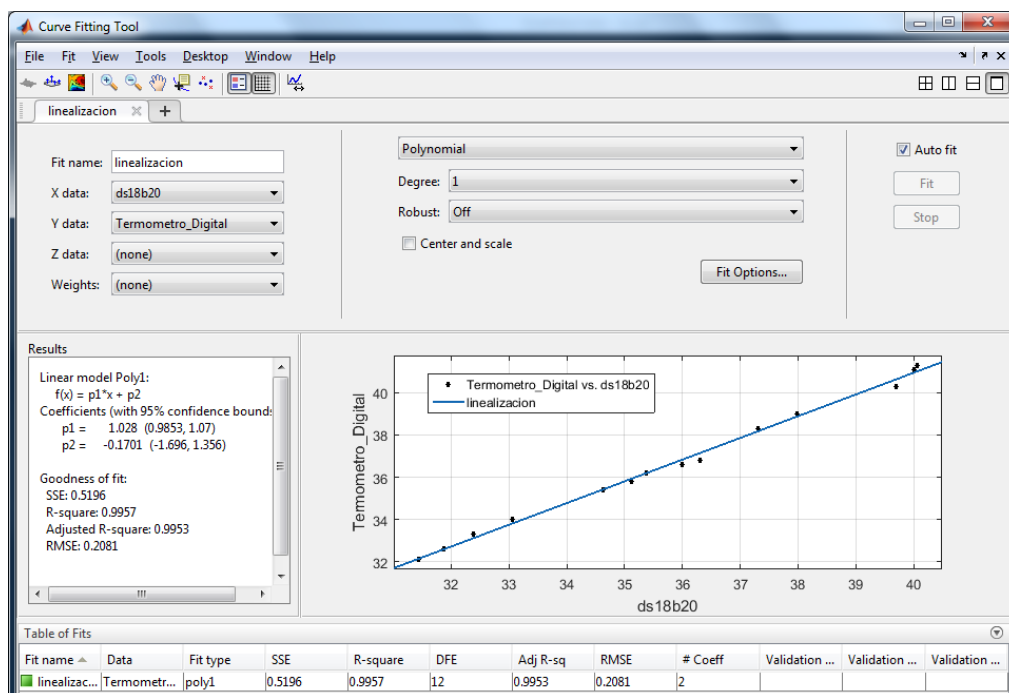 Curve Fitting Tool
File Fit View Tools Desktop Window Help
linealizacion
Fit name: linealizacion
X data: ds18b20
Y data: Termometro_Digital
Z data: (none)
Weights: (none)
Polynomial
Degree: 1
Robust: Off
Center and scale
Fit Options...
Auto fit
Fit
Stop
Results
Linear model Poly1:
f(x) = p1*x + p2
Coefficients (with 95% confidence bounds
p1 = 1.028 (0.9853, 1.07)
p2 = -0.1701 (-1.696, 1.356)
Goodness of fit:
SSE: 0.5196
R-square: 0.9957
Adjusted R-square: 0.9953
RMSE: 0.2081
Termometro_Digital
40
38
36
34
32
Termometro_Digital vs. ds18b20
linealizacion
32 33 34 35 36 37 38 39 40
ds18b20
Table of Fits
Fit name Data Fit type SSE R-square DFE Adj R-sq RMSE # Coeff Validation ... Validation ... Validation ...
linealizac... Termometr... poly1 0.5196 0.9957 12 0.9953 0.2081 2